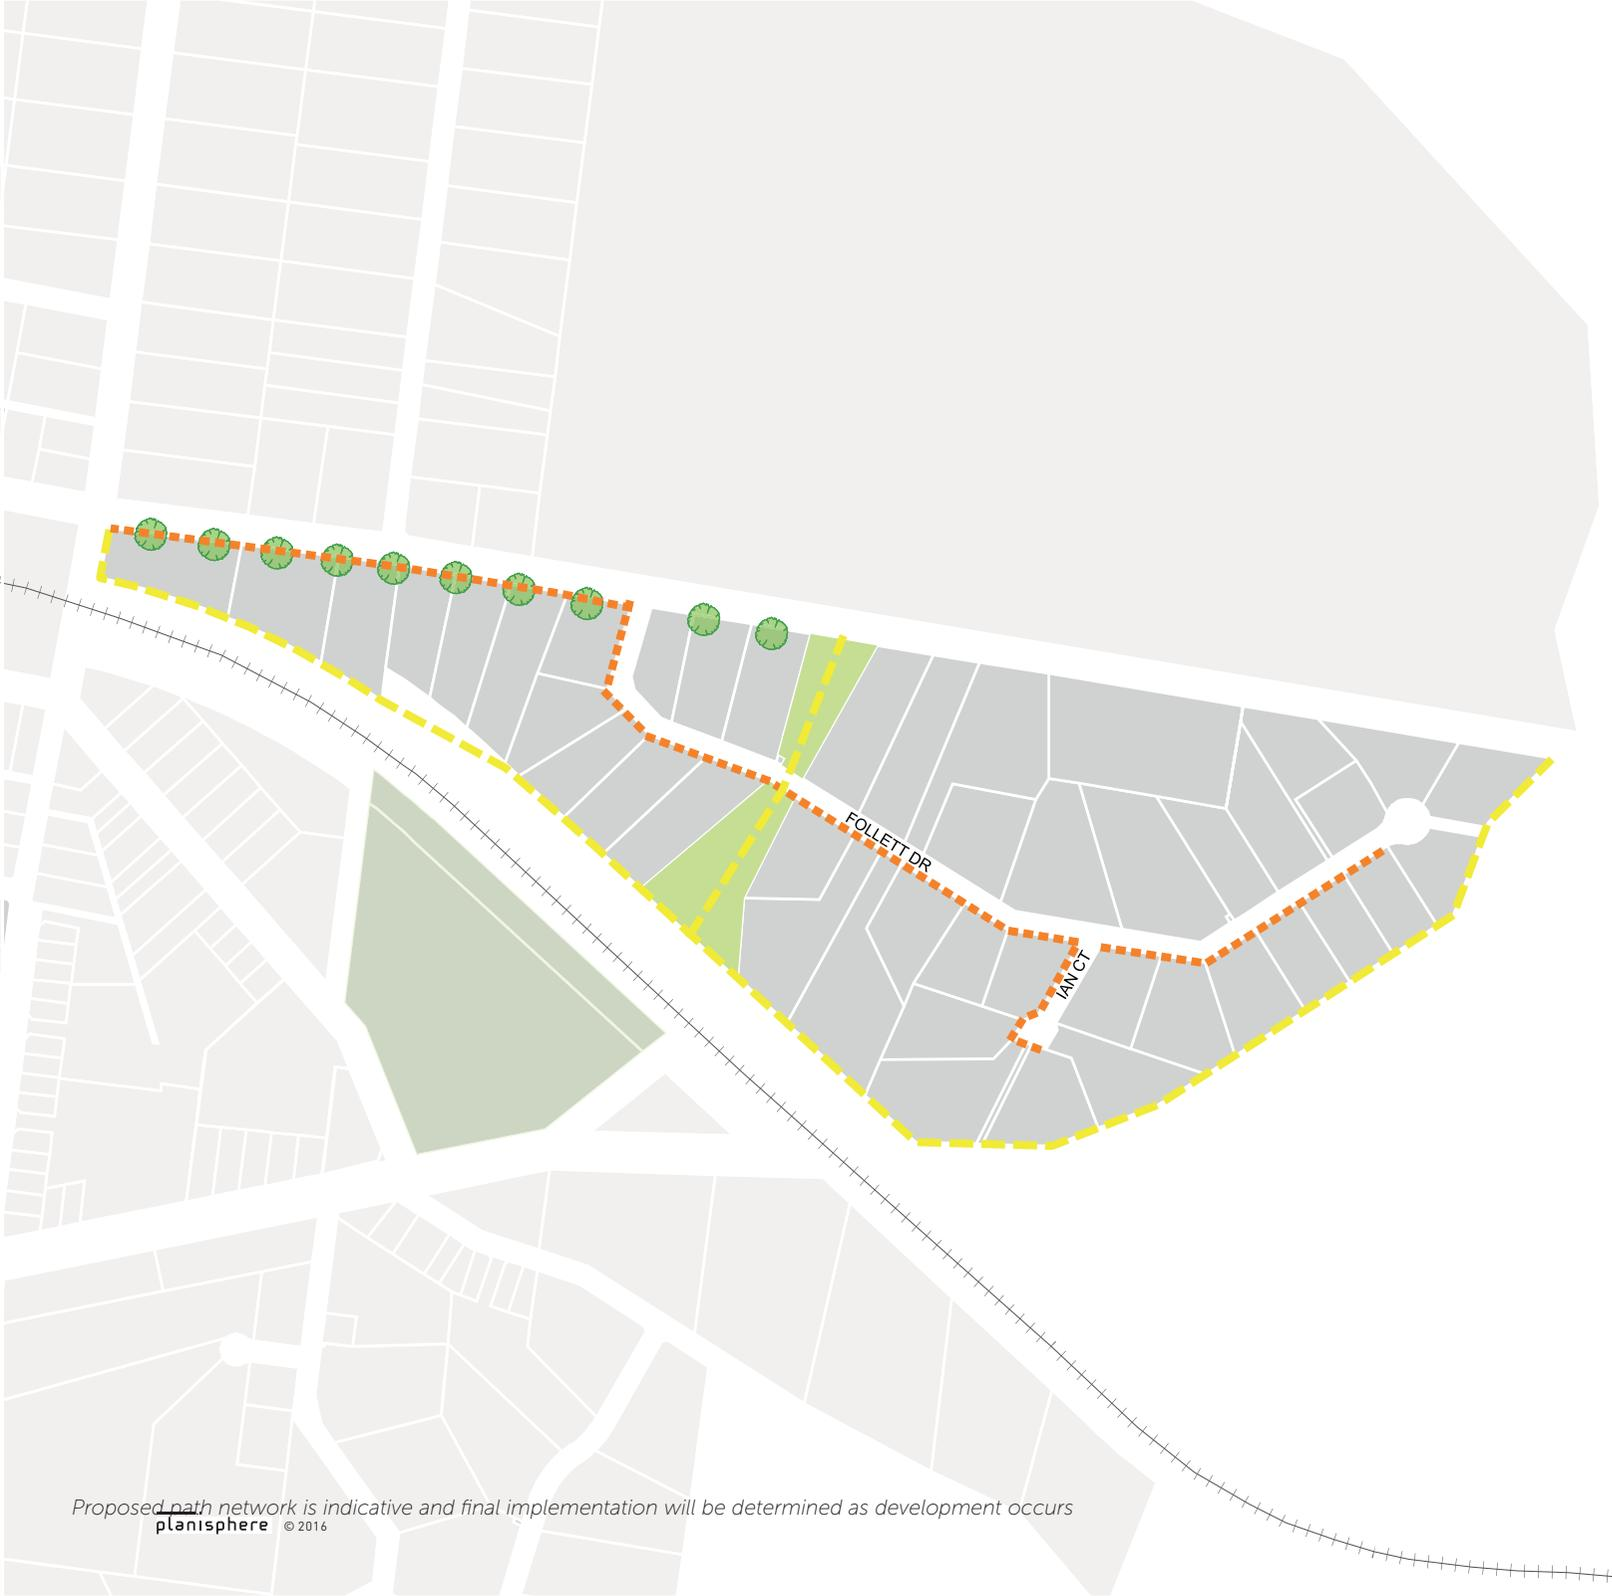 FOLLETT DR
IAN CT
Proposed path network is indicative and final implementation will be determined as development occurs
planisphere © 2016